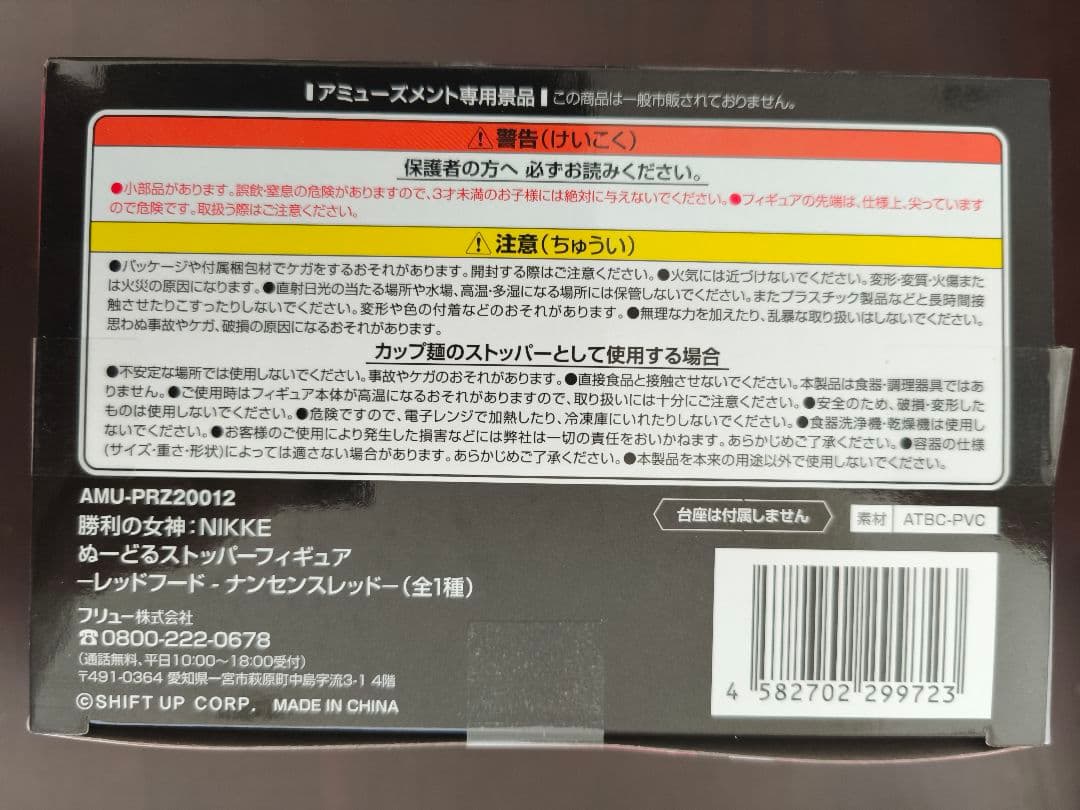 アミューズメント専用景品 この商品は一般市販されておりません。
⚠警告(けいこく)
保護者の方へ 必ずお読みください。
●小部品があります。誤飲・窒息の危険がありますので、3才未満のお子様には絶対に与えないでください。●フィギュアの先端は、仕様上、尖っていますので危険です。取扱う際はご注意ください。
⚠注意(ちゅうい)
●パッケージや付属梱包材でケガをするおそれがあります。開封する際はご注意ください。●火気には近づけないでください。変形・変質・火傷または火災の原因になります。●直射日光の当たる場所や水場、高温・多湿になる場所には保管しないでください。またプラスチック製品などと長時間接触させたりこすったりしないでください。変形や色の付着などのおそれがあります。●無理な力を加えたり、乱暴な取り扱いはしないでください。思わぬ事故やケガ、破損の原因になるおそれがあります。
カップ麺のストッパーとして使用する場合
●不安定な場所では使用しないでください。事故やケガのおそれがあります。●直接食品と接触させないでください。本製品は食器・調理器具ではありません。●ご使用時はフィギュア本体が高温になるおそれがありますので、取り扱いには十分にご注意ください。●安全のため、破損・変形したものは使用しないでください。●危険ですので、電子レンジで加熱したり、冷凍庫にいれたりしないでください。●食器洗浄機・乾燥機は使用しないでください。●お客様のご使用により発生した損害などには弊社は一切の責任をおいかねます。あらかじめご了承ください。●容器の仕様(サイズ・重さ・形状)によっては適さない場合があります。あらかじめご了承ください。●本製品を本来の用途以外で使用しないでください。
AMU-PRZ20012
勝利の女神:NIKKE
ぬーどるストッパーフィギュア
ーレッドフード - ナンセンスレッドー(全1種)
フリュー株式会社
☎0800-222-0678
(通話無料、平日10:00~18:00受付)
〒491-0364 愛知県一宮市萩原町中島字流3-1 4階
©SHIFT UP CORP. MADE IN CHINA
台座は付属しません
素材 ATBC-PVC
4 582702 299723